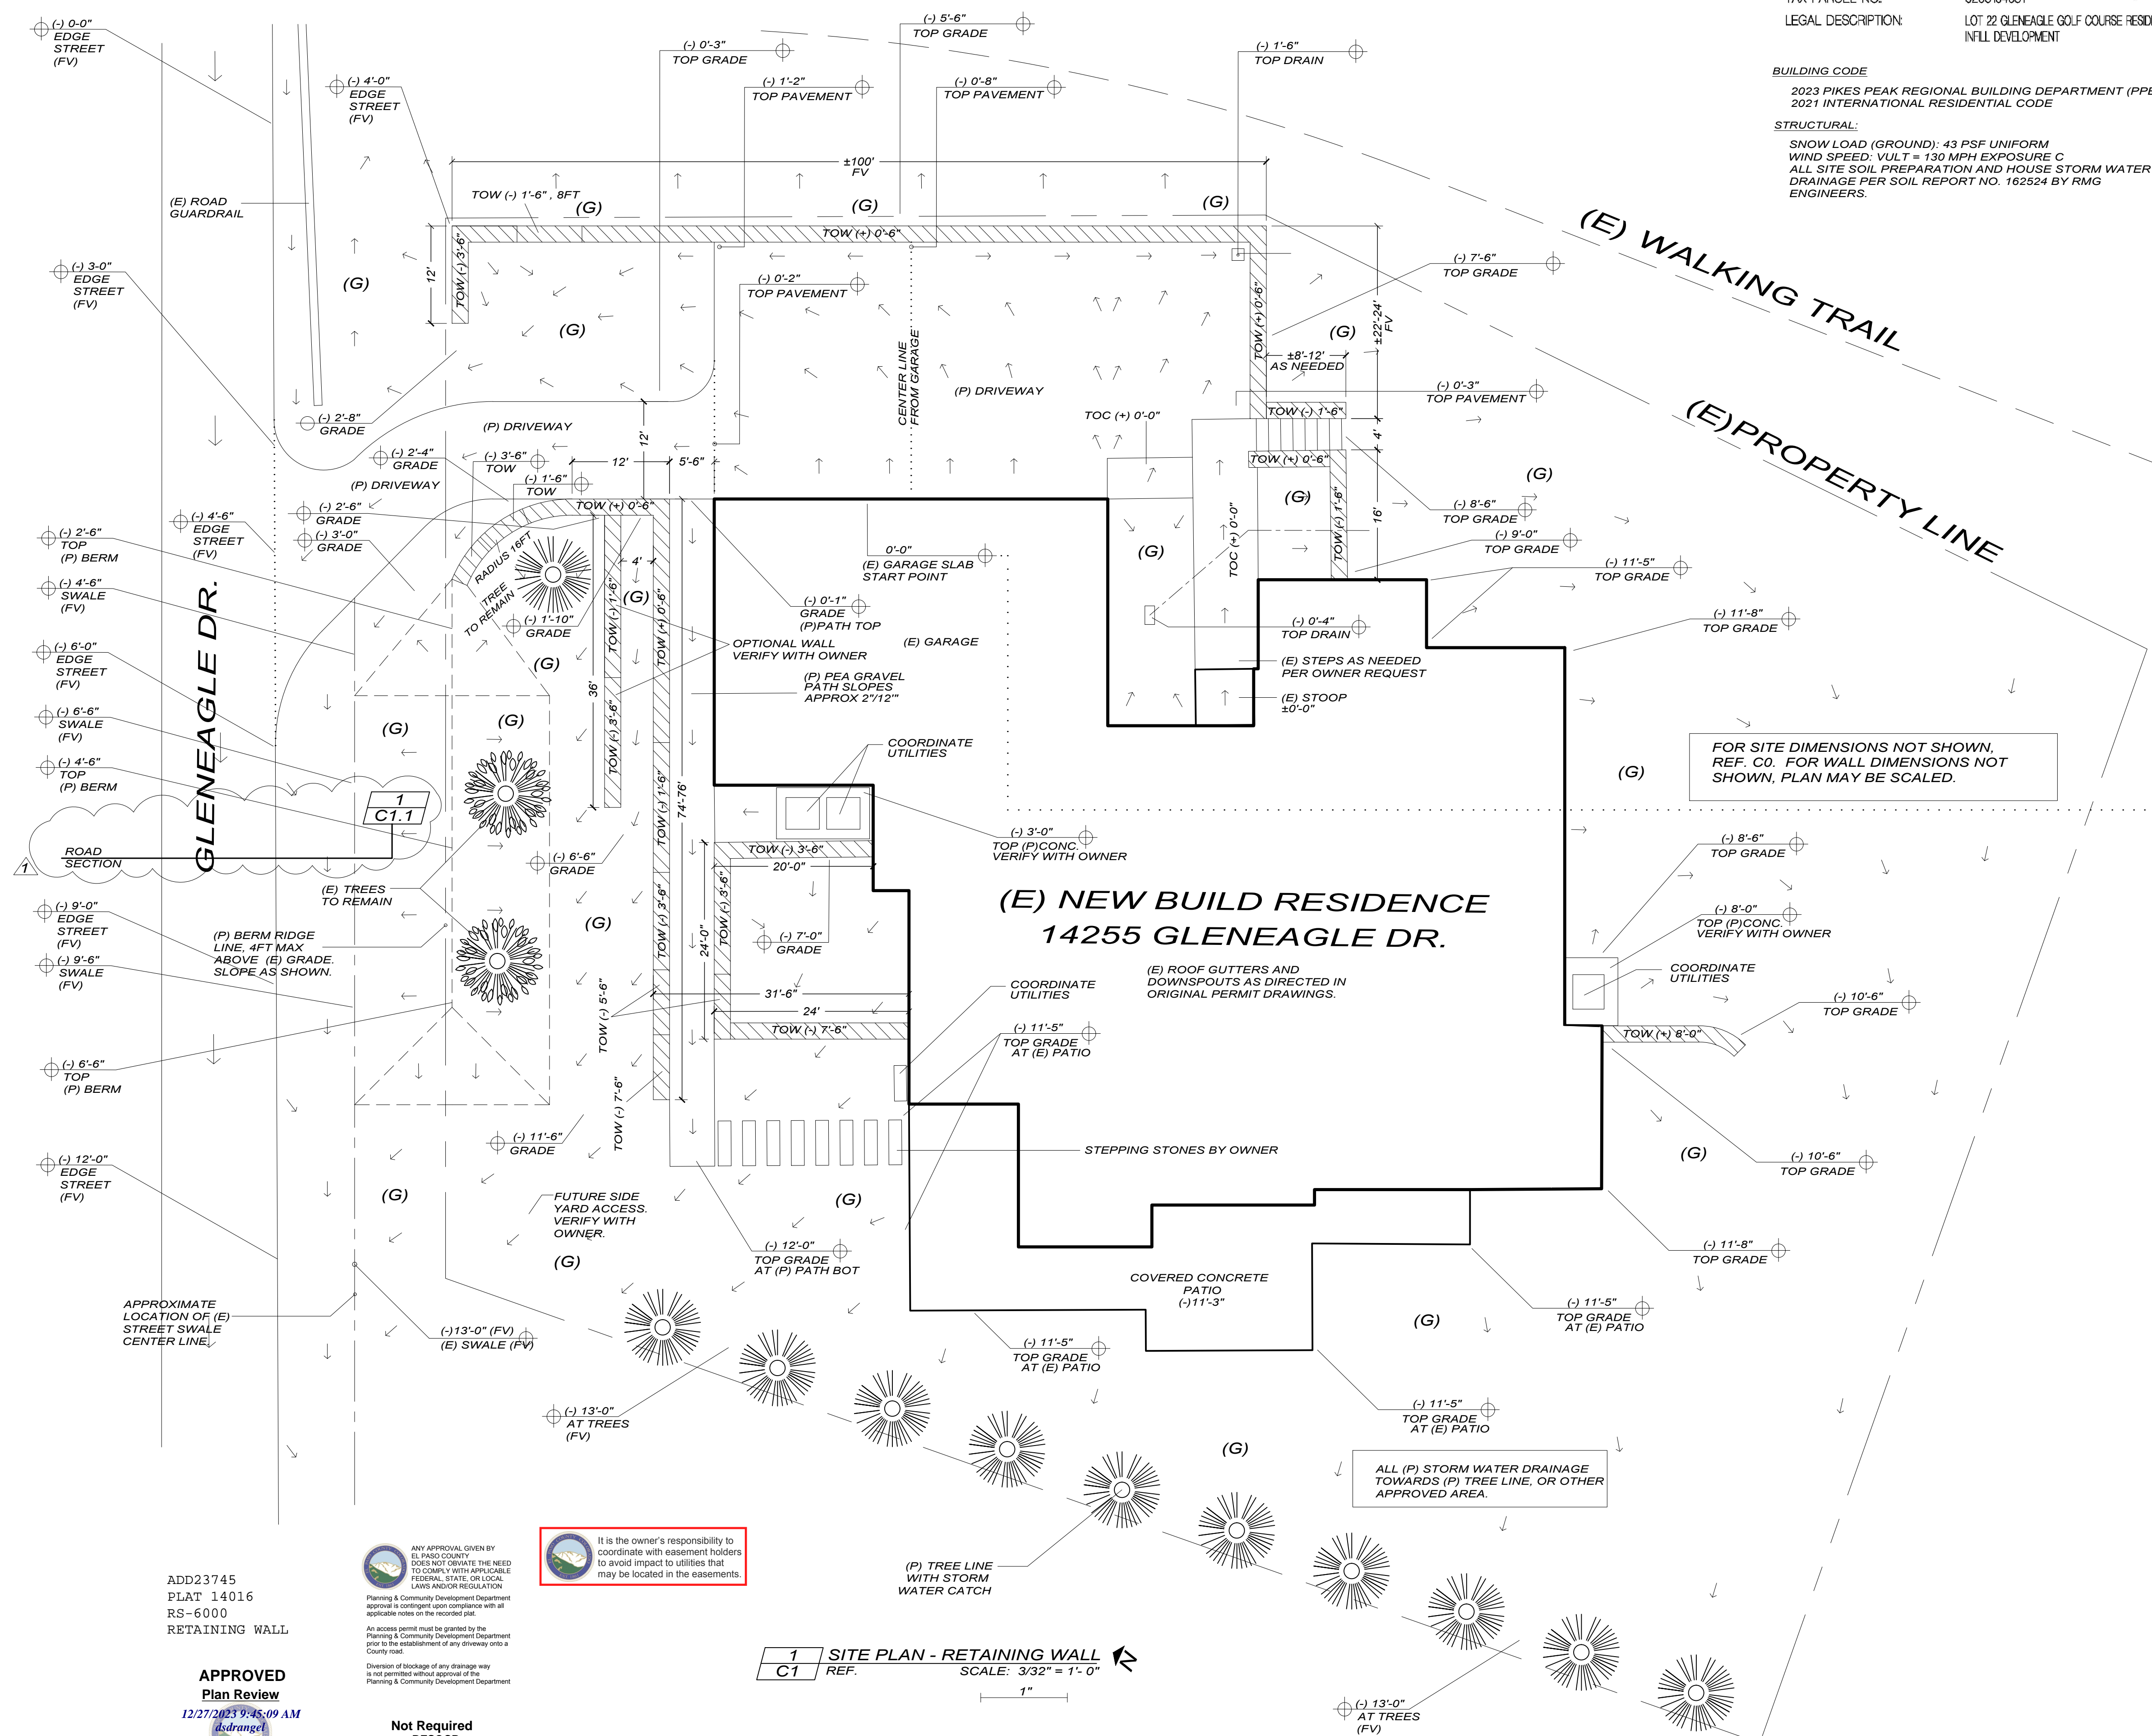 TAX PARCEL NO.:
LEGAL DESCRIPTION:
LOT 22 GLENEAGLE GOLF COURSE
INFILL DEVELOPMENT
BUILDING CODE
2023 PIKES PEAK REGIONAL BUILDING DEPARTMENT
2021 INTERNATIONAL RESIDENTIAL CODE
STRUCTURAL:
SNOW LOAD (GROUND): 43 PSF UNIFORM
WIND SPEED: VULT = 130 MPH EXPOSURE C
ALL SITE SOIL PREPARATION AND HOUSE STORM WATER
DRAINAGE PER SOIL REPORT NO. 162524 BY RMG
ENGINEERS.
(-) 0-0"
EDGE
STREET
(FV)
(-) 4'-0"
EDGE
STREET
(FV)
(-) 0'-3"
TOP GRADE
(-) 1'-2"
TOP PAVEMENT
(-) 5'-6"
TOP GRADE
(-) 0'-8"
TOP PAVEMENT
(-) 1'-6"
TOP DRAIN
±100'
FV
(E) ROAD
GUARDRAIL
TOW (-) 1'-6" , 8FT
(G)
(G)
(G)
TOW (+) 0'-6"
12'
TOW (-) 3'-6"
(-) 3-0"
EDGE
STREET
(FV)
(G)
(G)
(-) 0'-2"
TOP PAVEMENT
CENTER LINE
FROM GARAGE
(P) DRIVEWAY
TOW (+) 0'-6"
(-) 7'-6"
TOP GRADE
(G)
±22'-24'
FV
±8'-12'
AS NEEDED
(E) WALKING TRAIL
(E)PROPERTY LINE
(-) 0'-3"
TOP PAVEMENT
TOC (+) 0'-0"
TOW (-) 1'-6"
4'
TOW (+) 0'-6"
(-) 2'-8"
GRADE
(P) DRIVEWAY
12'
(-) 2'-4"
GRADE
(-) 3'-6"
TOW
12'
5'-6"
(-) 1'-6"
TOW
(P) DRIVEWAY
TOW (+) 0'-6"
(-) 2'-6"
GRADE
(-) 3'-0"
GRADE
(-) 4'-6"
EDGE
STREET
(FV)
(-) 2'-6"
TOP
(P) BERM
(-) 4'-6"
SWALE
(FV)
(-) 6'-0"
EDGE
STREET
(FV)
(-) 6'-6"
SWALE
(FV)
(-) 4'-6"
TOP
(P) BERM
GLENEAGLE DR.
RADIUS 16FT
TREE
TO REMAIN
(-) 1'-10"
GRADE
4'
(G)
(G)
TOW (-) 1'-6"
TOW (+) 0'-6"
36'
TOW (-) 3'-6"
TOW (-) 1'-6"
74'-76'
0'-0"
(E) GARAGE SLAB
START POINT
(-) 0'-1"
GRADE
(P)PATH TOP
OPTIONAL WALL
VERIFY WITH OWNER
(E) GARAGE
(P) PEA GRAVEL
PATH SLOPES
APPROX 2"/12'"
(G)
(G)
TOC (+) 0'-0"
TOW (-) 1'-6"
16'
(G)
(-) 8'-6"
TOP GRADE
(-) 9'-0"
TOP GRADE
(-) 11'-5"
TOP GRADE
(-) 11'-8"
TOP GRADE
(-) 0'-4"
TOP DRAIN
(E) STEPS AS NEEDED
PER OWNER REQUEST
(E) STOOP
±0'-0"
(G)
(G)
COORDINATE
UTILITIES
(G)
FOR SITE DIMENSIONS NOT SHOWN,
REF. C0. FOR WALL DIMENSIONS NOT
SHOWN, PLAN MAY BE SCALED.
1
C1.1
1
ROAD
SECTION
(-) 3'-0"
TOP (P)CONC.
VERIFY WITH OWNER
(-) 8'-6"
TOP GRADE
(-) 6'-6"
GRADE
TOW (-) 3'-6"
20'-0"
(E) TREES
TO REMAIN
TOW (-) 3'-6"
TOW (-) 3'-6"
24'-0"
(-) 7'-0"
GRADE
(E) NEW BUILD RESIDENCE
14255 GLENEAGLE DR.
(-) 8'-0"
TOP (P)CONC.
VERIFY WITH OWNER
(-) 9'-0"
EDGE
STREET
(FV)
(-) 9'-6"
SWALE
(FV)
(P) BERM RIDGE
LINE, 4FT MAX
ABOVE (E) GRADE.
SLOPE AS SHOWN.
(G)
TOW (-) 5'-6"
31'-6"
24'
TOW (-) 7'-6"
COORDINATE
UTILITIES
(E) ROOF GUTTERS AND
DOWNSPOUTS AS DIRECTED IN
ORIGINAL PERMIT DRAWINGS.
COORDINATE
UTILITIES
(-) 10'-6"
TOP GRADE
(-) 11'-5"
TOP GRADE
AT (E) PATIO
TOW (+) 8'-0"
(-) 6'-6"
TOP
(P) BERM
TOW (-) 7'-6"
(-) 11'-6"
GRADE
STEPPING STONES BY OWNER
(G)
(-) 10'-6"
TOP GRADE
(-) 12'-0"
EDGE
STREET
(FV)
(G)
FUTURE SIDE
YARD ACCESS.
VERIFY WITH
OWNER.
(G)
(G)
(-) 12'-0"
TOP GRADE
AT (P) PATH BOT
(-) 11'-8"
TOP GRADE
COVERED CONCRETE
PATIO
(-)11'-3"
APPROXIMATE
LOCATION OF (E)
STREET SWALE
CENTER LINE
(-)13'-0" (FV)
(E) SWALE (FV)
(-) 11'-5"
TOP GRADE
AT (E) PATIO
(G)
(-) 11'-5"
TOP GRADE
AT (E) PATIO
(-) 13'-0"
AT TREES
(FV)
(-) 11'-5"
TOP GRADE
AT (E) PATIO
(G)
ALL (P) STORM WATER DRAINAGE
TOWARDS (P) TREE LINE, OR OTHER
APPROVED AREA.
(P) TREE LINE
WITH STORM
WATER CATCH
ADD23745
PLAT 14016
RS-6000
RETAINING WALL
APPROVED
Plan Review
12/27/2023 9:45:09 AM
dsdrangel
ANY APPROVAL GIVEN BY
EL PASO COUNTY
DOES NOT OBVIATE THE NEED
TO COMPLY WITH APPLICABLE
FEDERAL, STATE, OR LOCAL
LAWS AND/OR REGULATION
Planning & Community Development Department
approval is contingent upon compliance with all
applicable notes on the recorded plat.
An access permit must be granted by the
Planning & Community Development Department
prior to the establishment of any driveway onto a
County road.
Diversion of blockage of any drainage way
is not permitted without approval of the
Planning & Community Development Department
Not Required
It is the owner's responsibility to
coordinate with easement holders
to avoid impact to utilities that
may be located in the easements.
1
C1
SITE PLAN - RETAINING WALL
REF.
SCALE: 3/32" = 1'- 0"
N
1"
(-) 13'-0"
AT TREES
(FV)